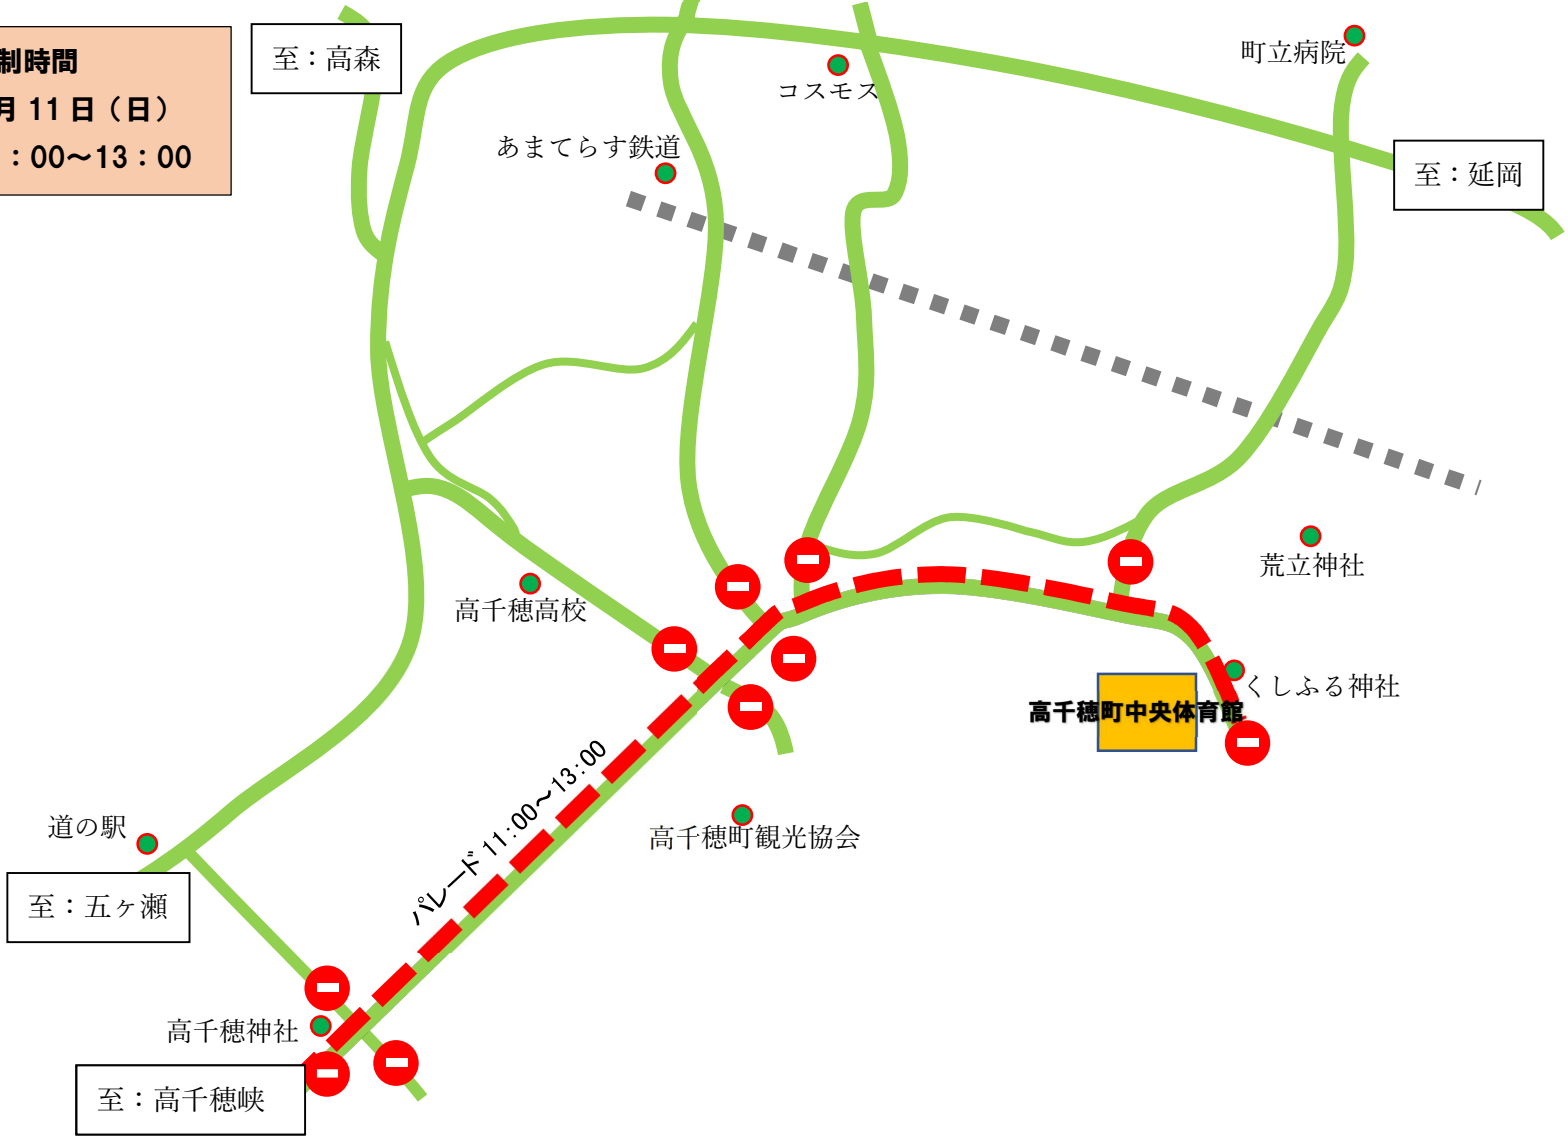 制時間
月 11 日（日）
：00～13：00
至：高森
町立病院
コスモス
あまてらす鉄道
至：延岡
荒立神社
高千穂高校
くしふる神社
高千穂町中央体育館
パレード 11：00～13：00
道の駅
高千穂町観光協会
至：五ヶ瀬
高千穂神社
至：高千穂峡